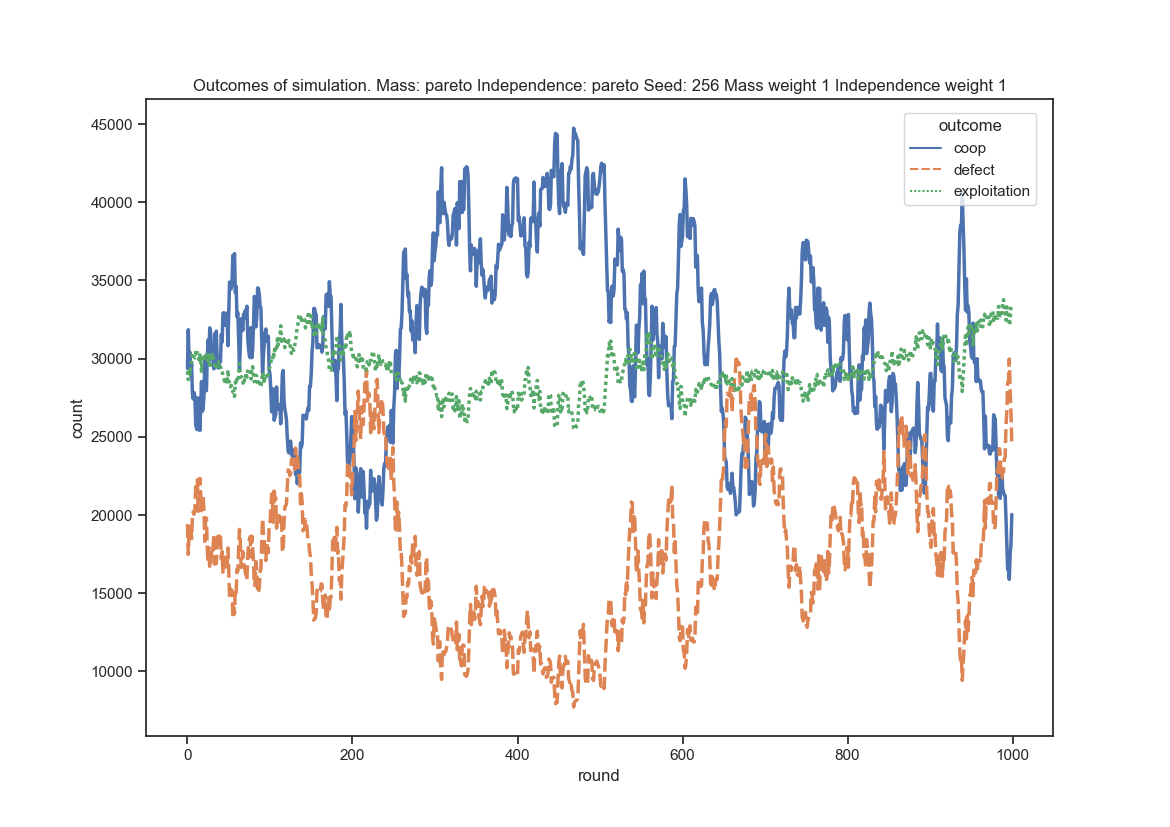 Outcomes of simulation. Mass: pareto Independence: pareto Seed: 256 Mass weight 1 Independence weight 1
outcome
coop
defect
exploitation
count
45000
40000
35000
30000
25000
20000
15000
10000
0 200 400 600 800 1000
round